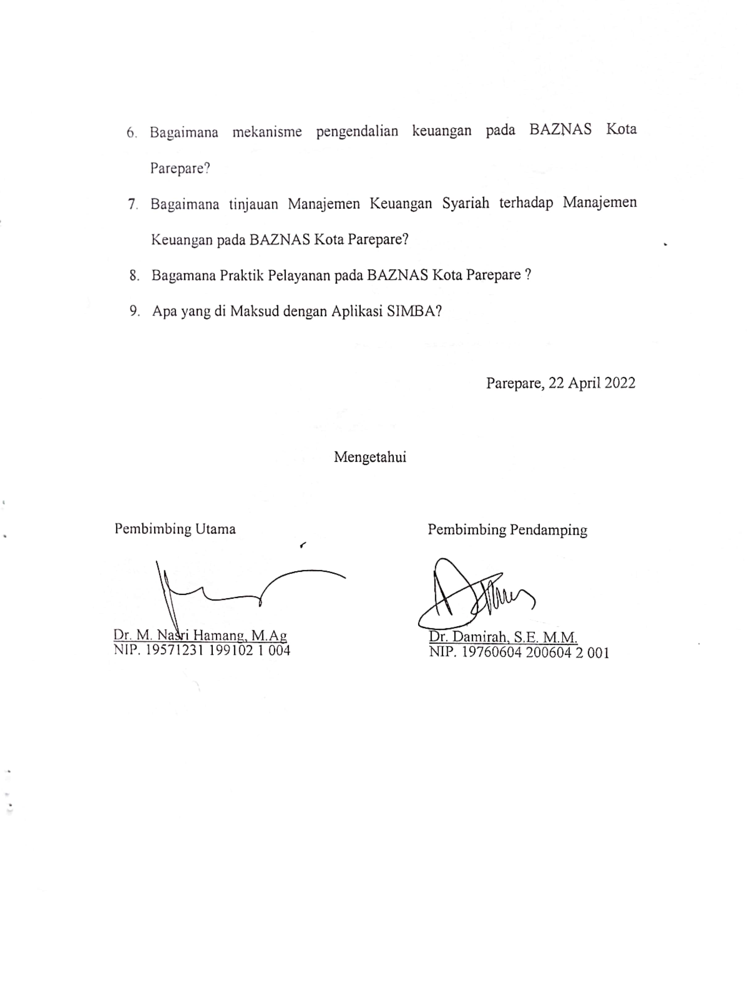 6. Bagaimana mekanisme pengendalian keuangan pada BAZNAS Kota
Parepare?
7. Bagaimana tinjauan Manajemen Keuangan Syariah terhadap Manajemen
Keuangan pada BAZNAS Kota Parepare?
8. Bagamana Praktik Pelayanan pada BAZNAS Kota Parepare ?
9. Apa yang di Maksud dengan Aplikasi SIMBA?
Parepare, 22 April 2022
Mengetahui
Pembimbing Utama
Pembimbing Pendamping
Dr. M. Nasri Hamang, M.Ag
NIP. 19571231 199102 1 004
Dr. Damirah, S.E. M.M.
NIP. 19760604 200604 2 001